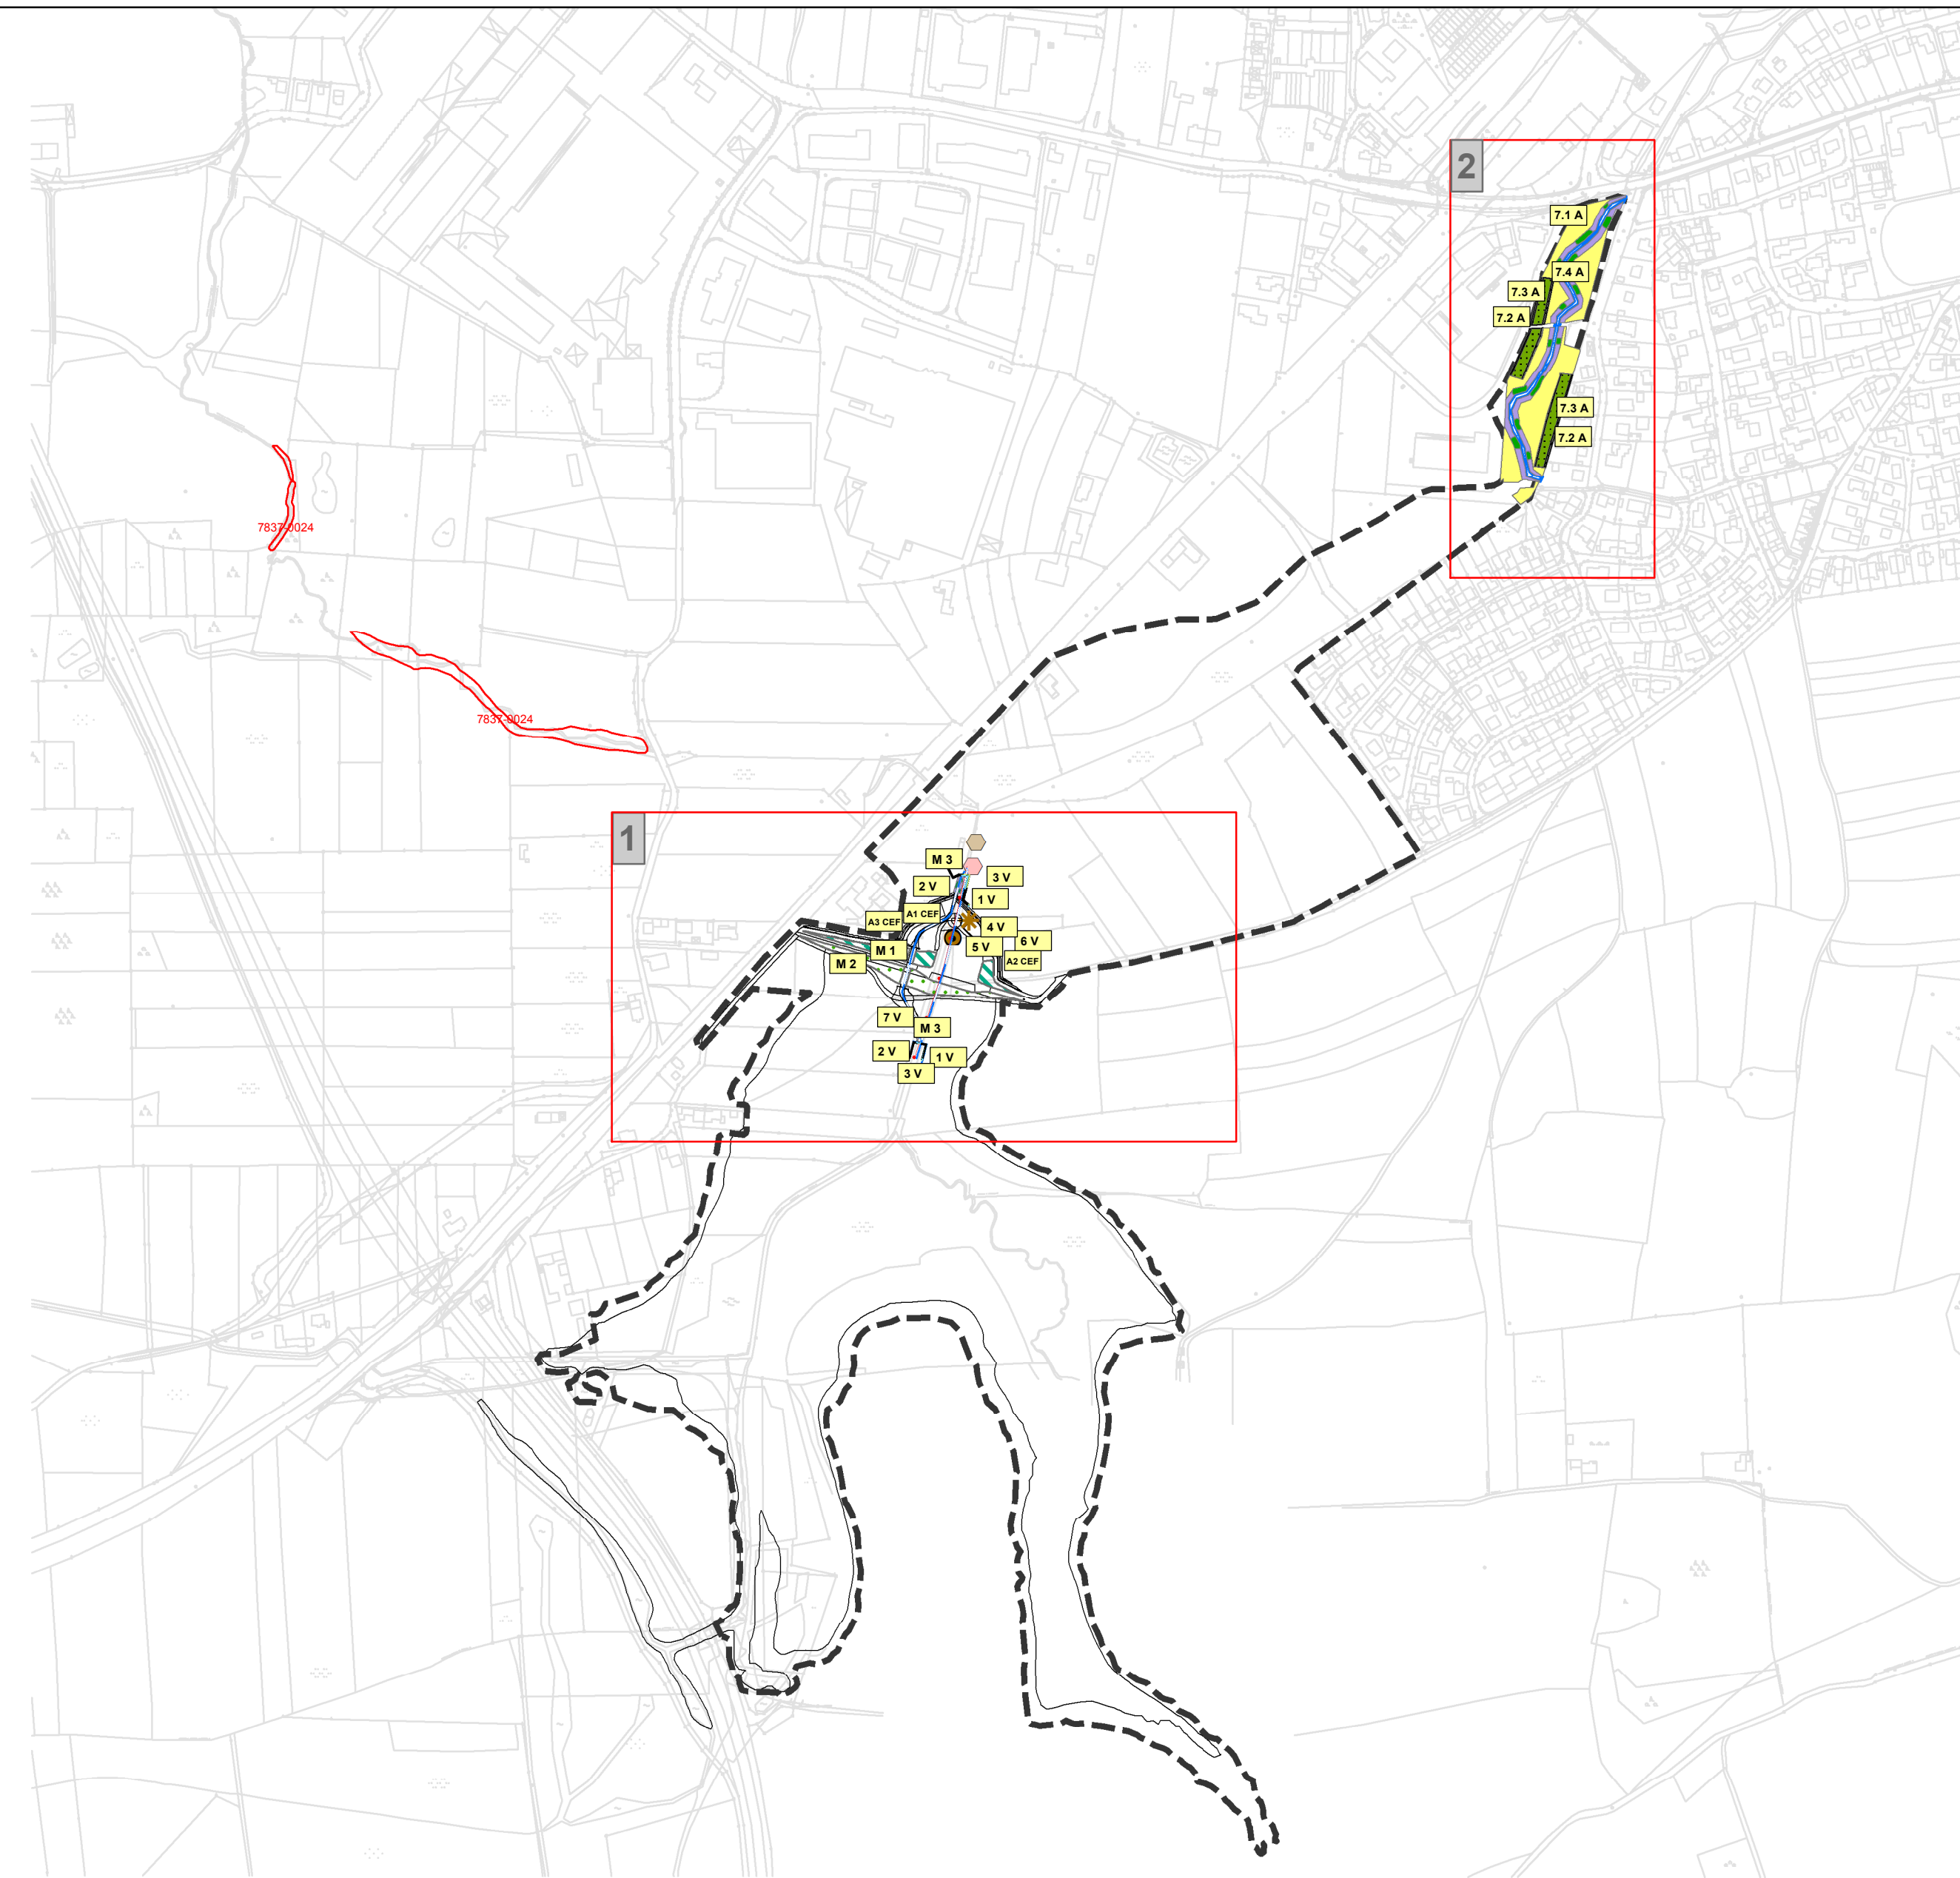 2
7.1 A
7.4 A
7.3 A
7.2 A
7.3 A
7.2 A
7837-0024
7837-0024
1
M 3
3 V
2 V
1 V
A3 CEF
A1 CEF
4 V
6 V
5 V
M 1
A2 CEF
M 2
7 V
M 3
2 V
1 V
3 V